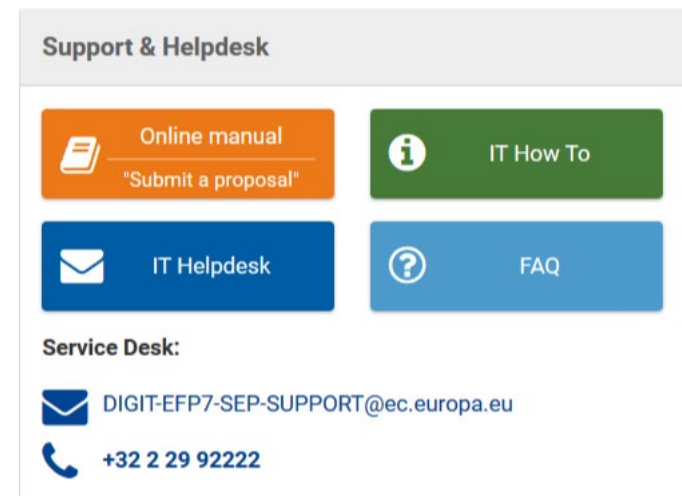 Support & Helpdesk
Online manual
"Submit a proposal"
IT How To
IT Helpdesk
FAQ
Service Desk:
DIGIT-EFP7-SEP-SUPPORT@ec.europa.eu
+32 2 29 92222